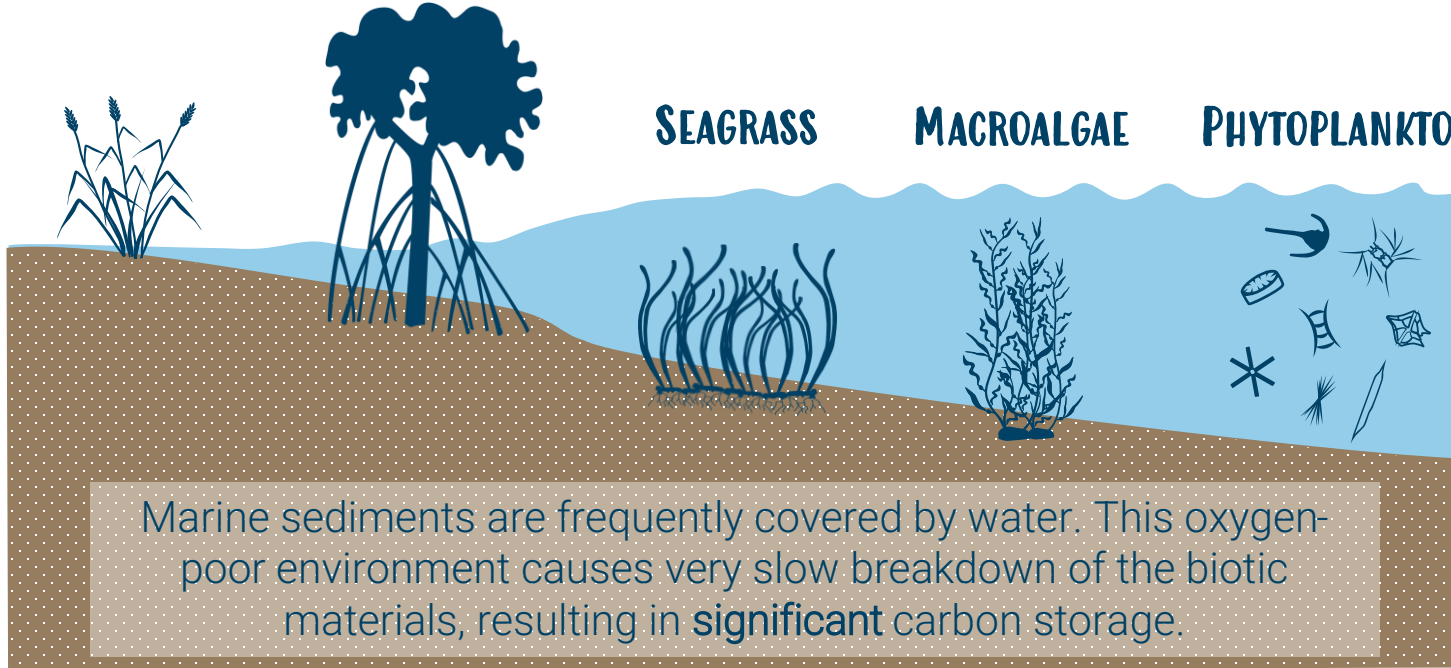 SEAGRASS MACROALGAE PHYTOPLANKTO
Marine sediments are frequently covered by water. This oxygen-
poor environment causes very slow breakdown of the biotic
materials, resulting in significant carbon storage.